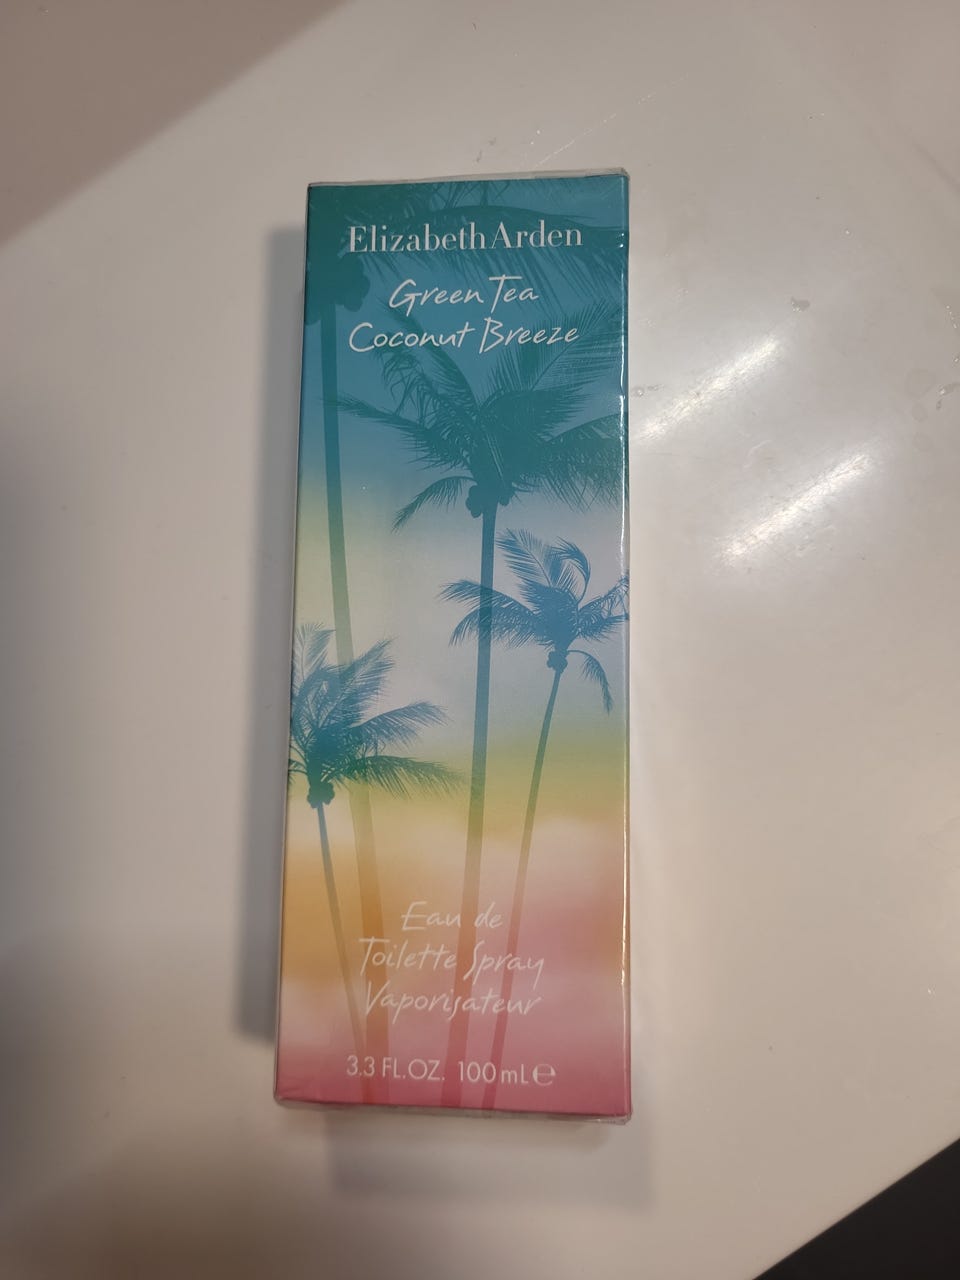 Elizabeth Arden
Green Tea
Coconut Breeze
Eau de
Toilette Spray
Vaporisateur
3.3 FL.OZ. 100 mL ℮